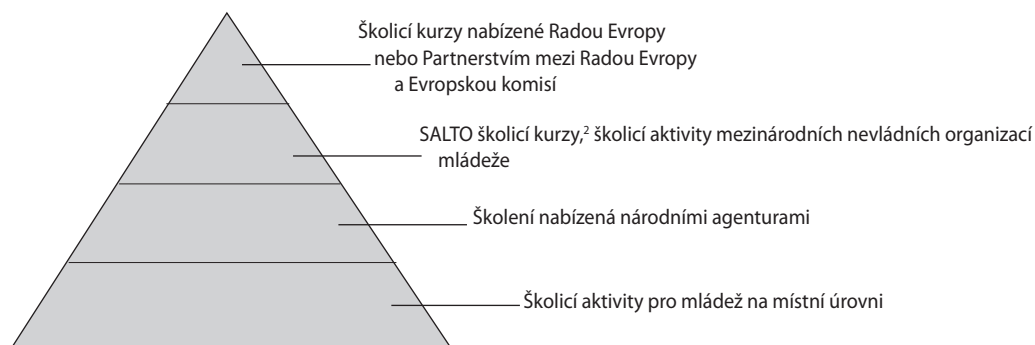 Školicí kurzy nabízené Radou Evropy
nebo Partnerstvím mezi Radou Evropy
a Evropskou komisí
SALTO školicí kurzy,² školicí aktivity mezinárodních nevládních organizací
mládeže
Školení nabízená národními agenturami
Školicí aktivity pro mládež na místní úrovni